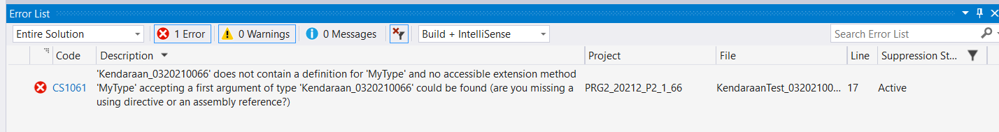 Error List
Entire Solution
1 Error
0 Warnings
0 Messages
Build + IntelliSense
Search Error List
Code
Description
Project
File
Line
Suppression St...
CS1061
'Kendaraan_0320210066' does not contain a definition for 'MyType' and no accessible extension method
'MyType' accepting a first argument of type 'Kendaraan_0320210066' could be found (are you missing a
using directive or an assembly reference?)
PRG2_20212_P2_1_66
KendaraanTest_03202100...
17
Active